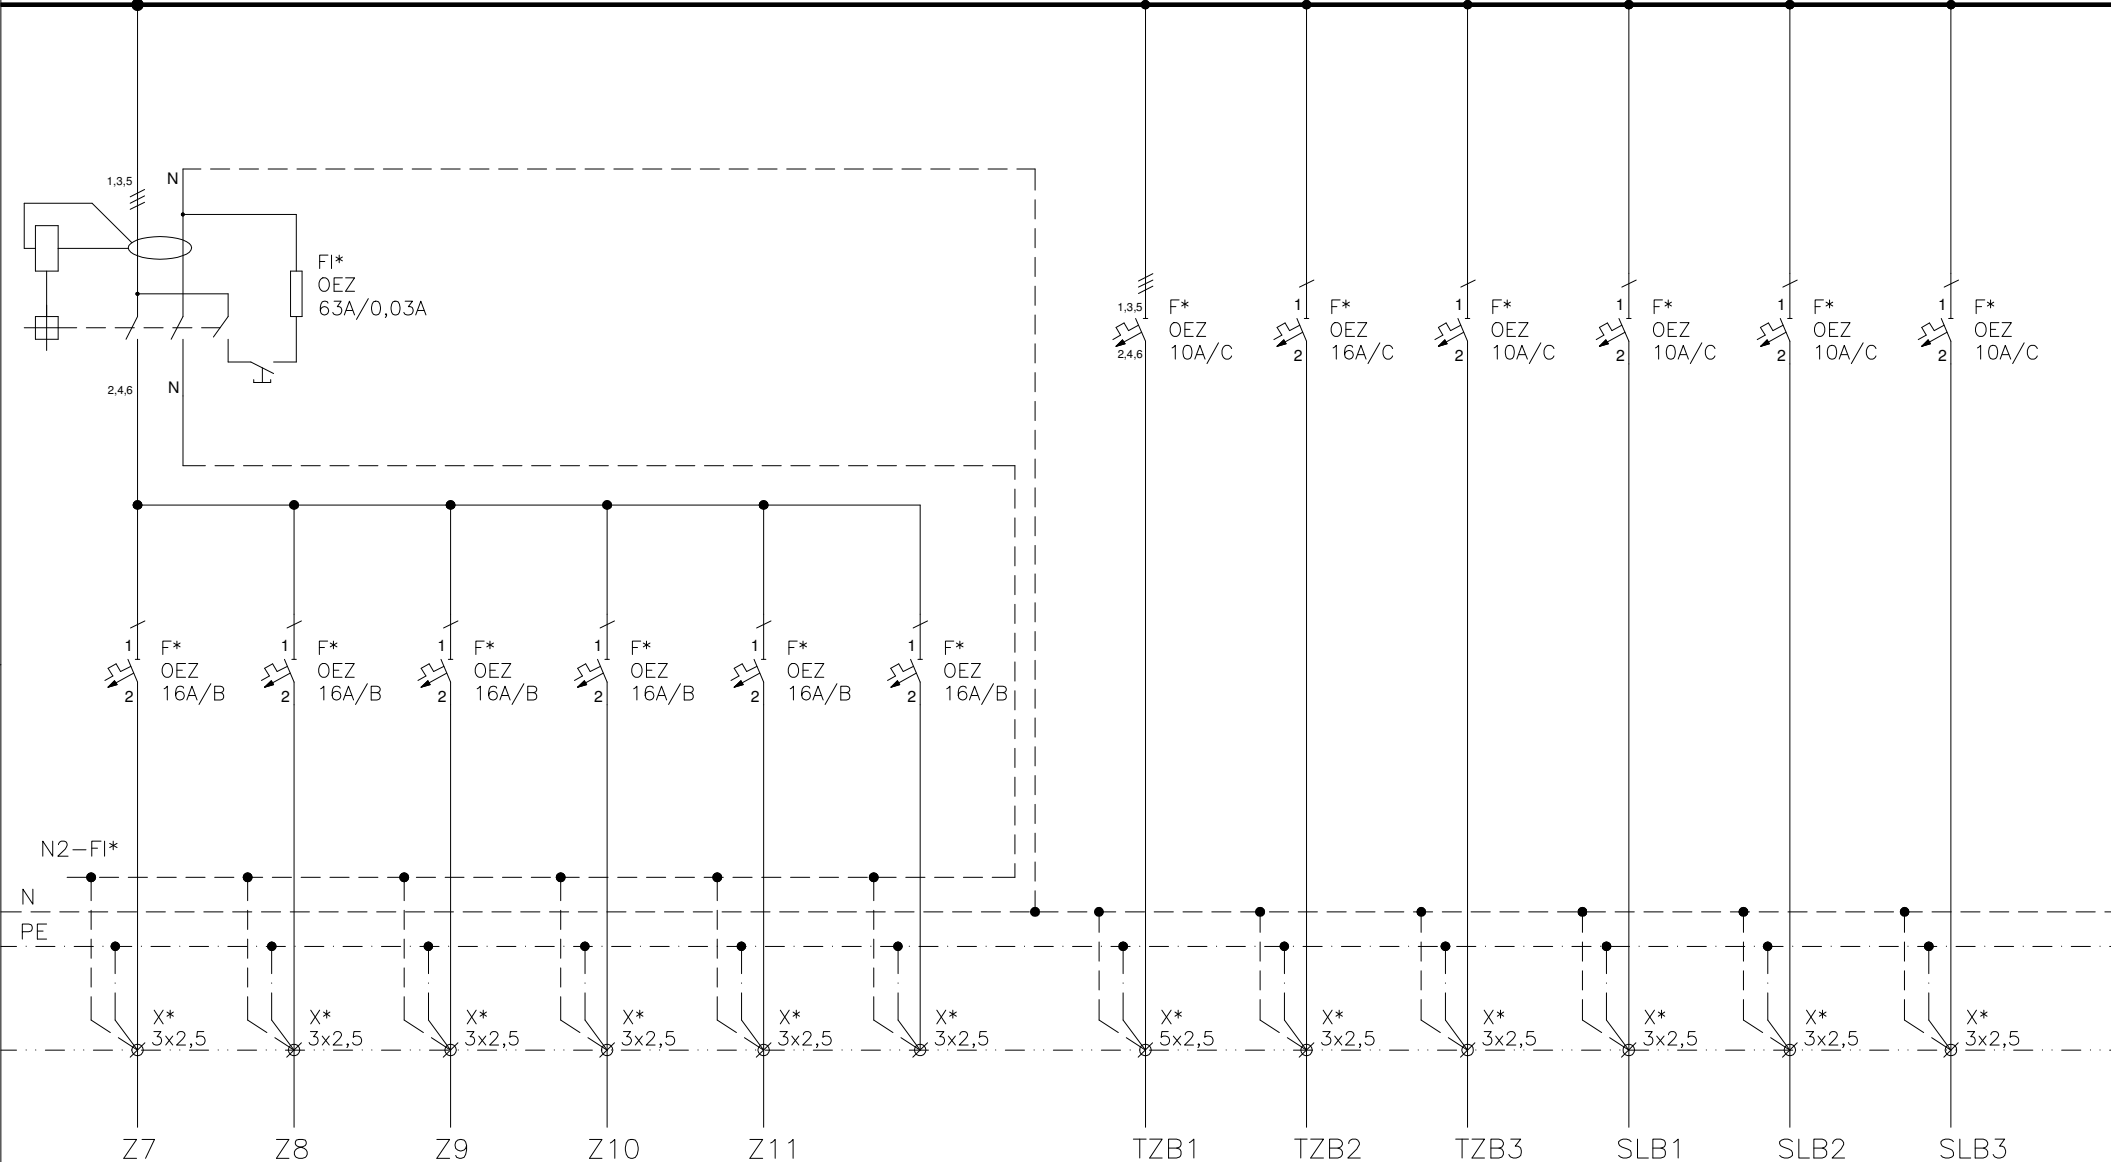 1,3,5
N
FI*
OEZ
63A/0,03A
2,4,6
N
1,3,5
2,4,6
F*
OEZ
10A/C
1
2
F*
OEZ
16A/C
1
2
F*
OEZ
10A/C
1
2
F*
OEZ
10A/C
1
2
F*
OEZ
10A/C
1
2
F*
OEZ
10A/C
1
2
F*
OEZ
16A/B
1
2
F*
OEZ
16A/B
1
2
F*
OEZ
16A/B
1
2
F*
OEZ
16A/B
1
2
F*
OEZ
16A/B
1
2
F*
OEZ
16A/B
N2-FI*
N
PE
X*
3x2,5
X*
3x2,5
X*
3x2,5
X*
3x2,5
X*
3x2,5
X*
3x2,5
X*
5x2,5
X*
3x2,5
X*
3x2,5
X*
3x2,5
X*
3x2,5
X*
3x2,5
Z7
Z8
Z9
Z10
Z11
TZB1
TZB2
TZB3
SLB1
SLB2
SLB3